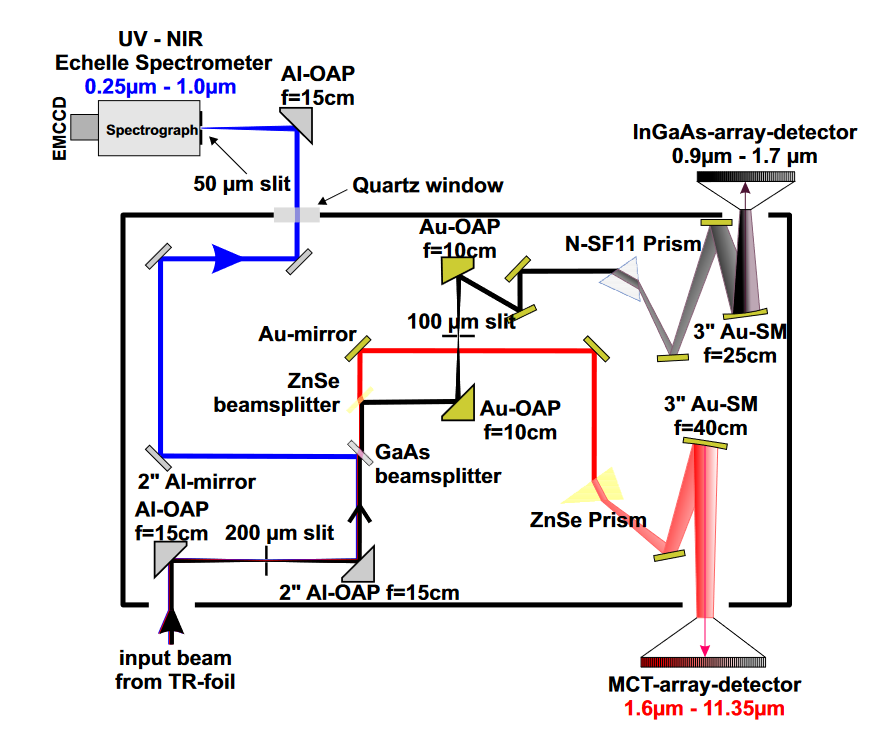 UV - NIR
Echelle Spectrometer
0.25µm - 1.0µm
Al-OAP
f=15cm
EMCCD
Spectrograph
50 µm slit
Quartz window
InGaAs-array-detector
0.9µm - 1.7 µm
Au-OAP
f=10cm
N-SF11 Prism
100 µm slit
Au-mirror
3" Au-SM
f=25cm
ZnSe
beamsplitter
Au-OAP
f=10cm
3" Au-SM
f=40cm
GaAs
beamsplitter
2" Al-mirror
Al-OAP
f=15cm
200 µm slit
ZnSe Prism
2" Al-OAP f=15cm
input beam
from TR-foil
MCT-array-detector
1.6µm - 11.35µm